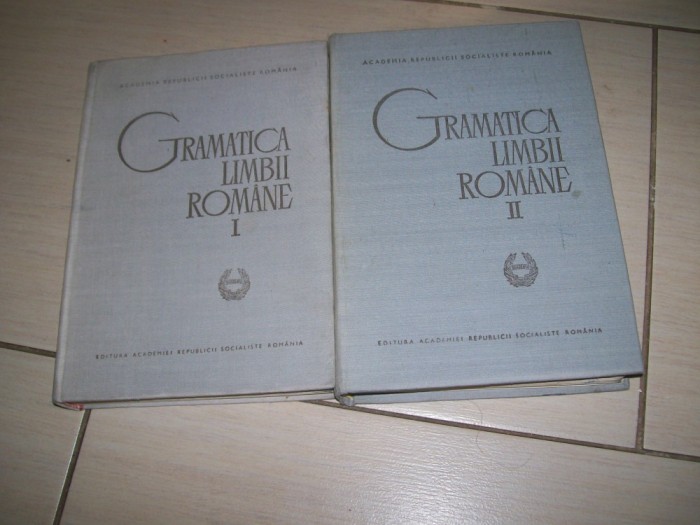 ACADEMIA REPUBLICII SOCIALISTE ROMÂNIA
GRAMATICA
LIMBII
ROMÂNE
I
EDITURA ACADEMIEI REPUBLICII SOCIALISTE ROMÂNIA
ACADEMIA REPUBLICII SOCIALISTE ROMÂNIA
GRAMATICA
LIMBII
ROMÂNE
II
EDITURA ACADEMIEI REPUBLICII SOCIALISTE ROMÂNIA